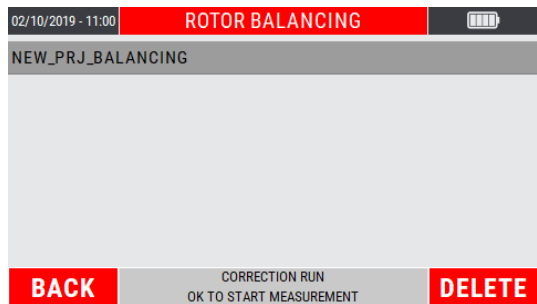 02/10/2019 - 11:00
ROTOR BALANCING
NEW_PRJ_BALANCING
BACK
CORRECTION RUN
OK TO START MEASUREMENT
DELETE